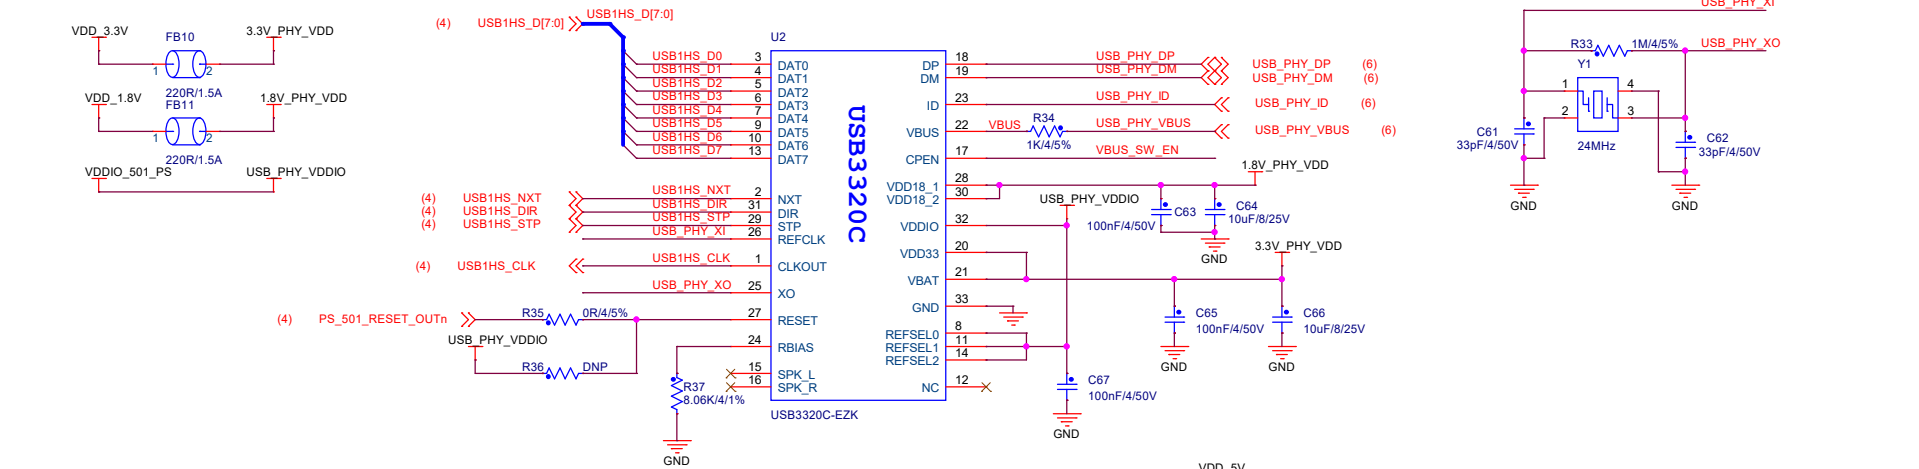 VDD_3.3V
FB10
3.3V_PHY_VDD
1
2
220R/1.5A
VDD_1.8V
FB11
1.8V_PHY_VDD
1
2
220R/1.5A
VDDIO_501_PS
USB_PHY_VDDIO
(4)
USB1HS_D[7:0]
USB1HS_D[7:0]
U2
USB1HS_D0 3 DAT0
USB1HS_D1 4 DAT1
USB1HS_D2 5 DAT2
USB1HS_D3 6 DAT3
USB1HS_D4 7 DAT4
USB1HS_D5 9 DAT5
USB1HS_D6 10 DAT6
USB1HS_D7 13 DAT7
(4) USB1HS_NXT USB1HS_NXT 2 NXT
(4) USB1HS_DIR USB1HS_DIR 31 DIR
(4) USB1HS_STP USB1HS_STP 29 STP
USB_PHY_XI 26 REFCLK
(4) USB1HS_CLK USB1HS_CLK 1 CLKOUT
USB_PHY_XO 25 XO
(4) PS_501_RESET_OUTn R35 0R/4/5% 27 RESET
USB_PHY_VDDIO
R36 DNP
24 RBIAS
R37
8.06K/4/1%
GND
15 SPK_L
16 SPK_R
USB3320C
USB3320C-EZK
DP 18 USB_PHY_DP USB_PHY_DP (6)
DM 19 USB_PHY_DM USB_PHY_DM (6)
ID 23 USB_PHY_ID USB_PHY_ID (6)
VBUS 22 VBUS R34 USB_PHY_VBUS USB_PHY_VBUS (6)
1K/4/5%
CPEN 17 VBUS_SW_EN
1.8V_PHY_VDD
VDD18_1 28
VDD18_2 30
USB_PHY_VDDIO
C63
100nF/4/50V
C64
10uF/8/25V
GND
VDDIO 32
VDD33 20
3.3V_PHY_VDD
VBAT 21
GND 33
C65
100nF/4/50V
GND
C66
10uF/8/25V
GND
REFSEL0 8
REFSEL1 11
REFSEL2 14
NC 12
C67
100nF/4/50V
GND
USB_PHY_XI
R33 1M/4/5% USB_PHY_XO
Y1
1
4
2
3
24MHz
C61
33pF/4/50V
GND
C62
33pF/4/50V
GND
VDD_5V